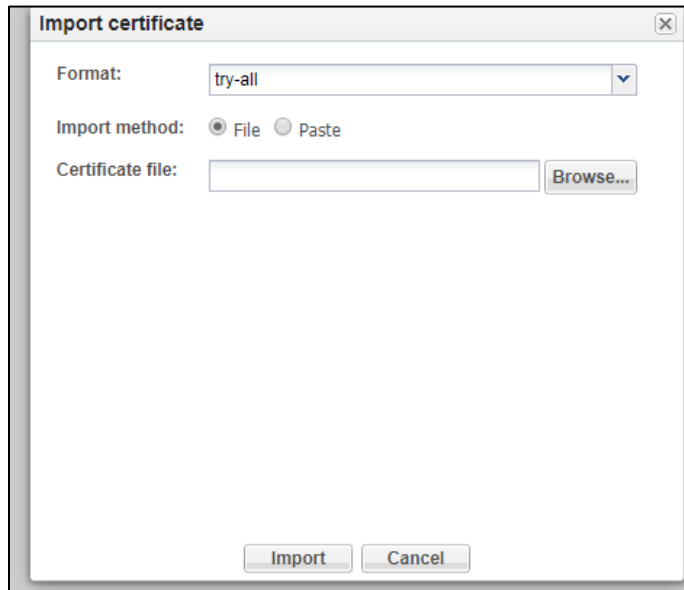 Import certificate
Format: try-all
Import method: File Paste
Certificate file: Browse...
Import Cancel